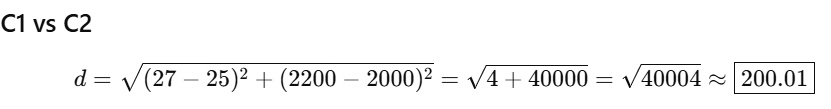 C1 vs C2
d = √((27 − 25)² + (2200 − 2000)²) = √(4 + 40000) = √40004 ≈ 200.01